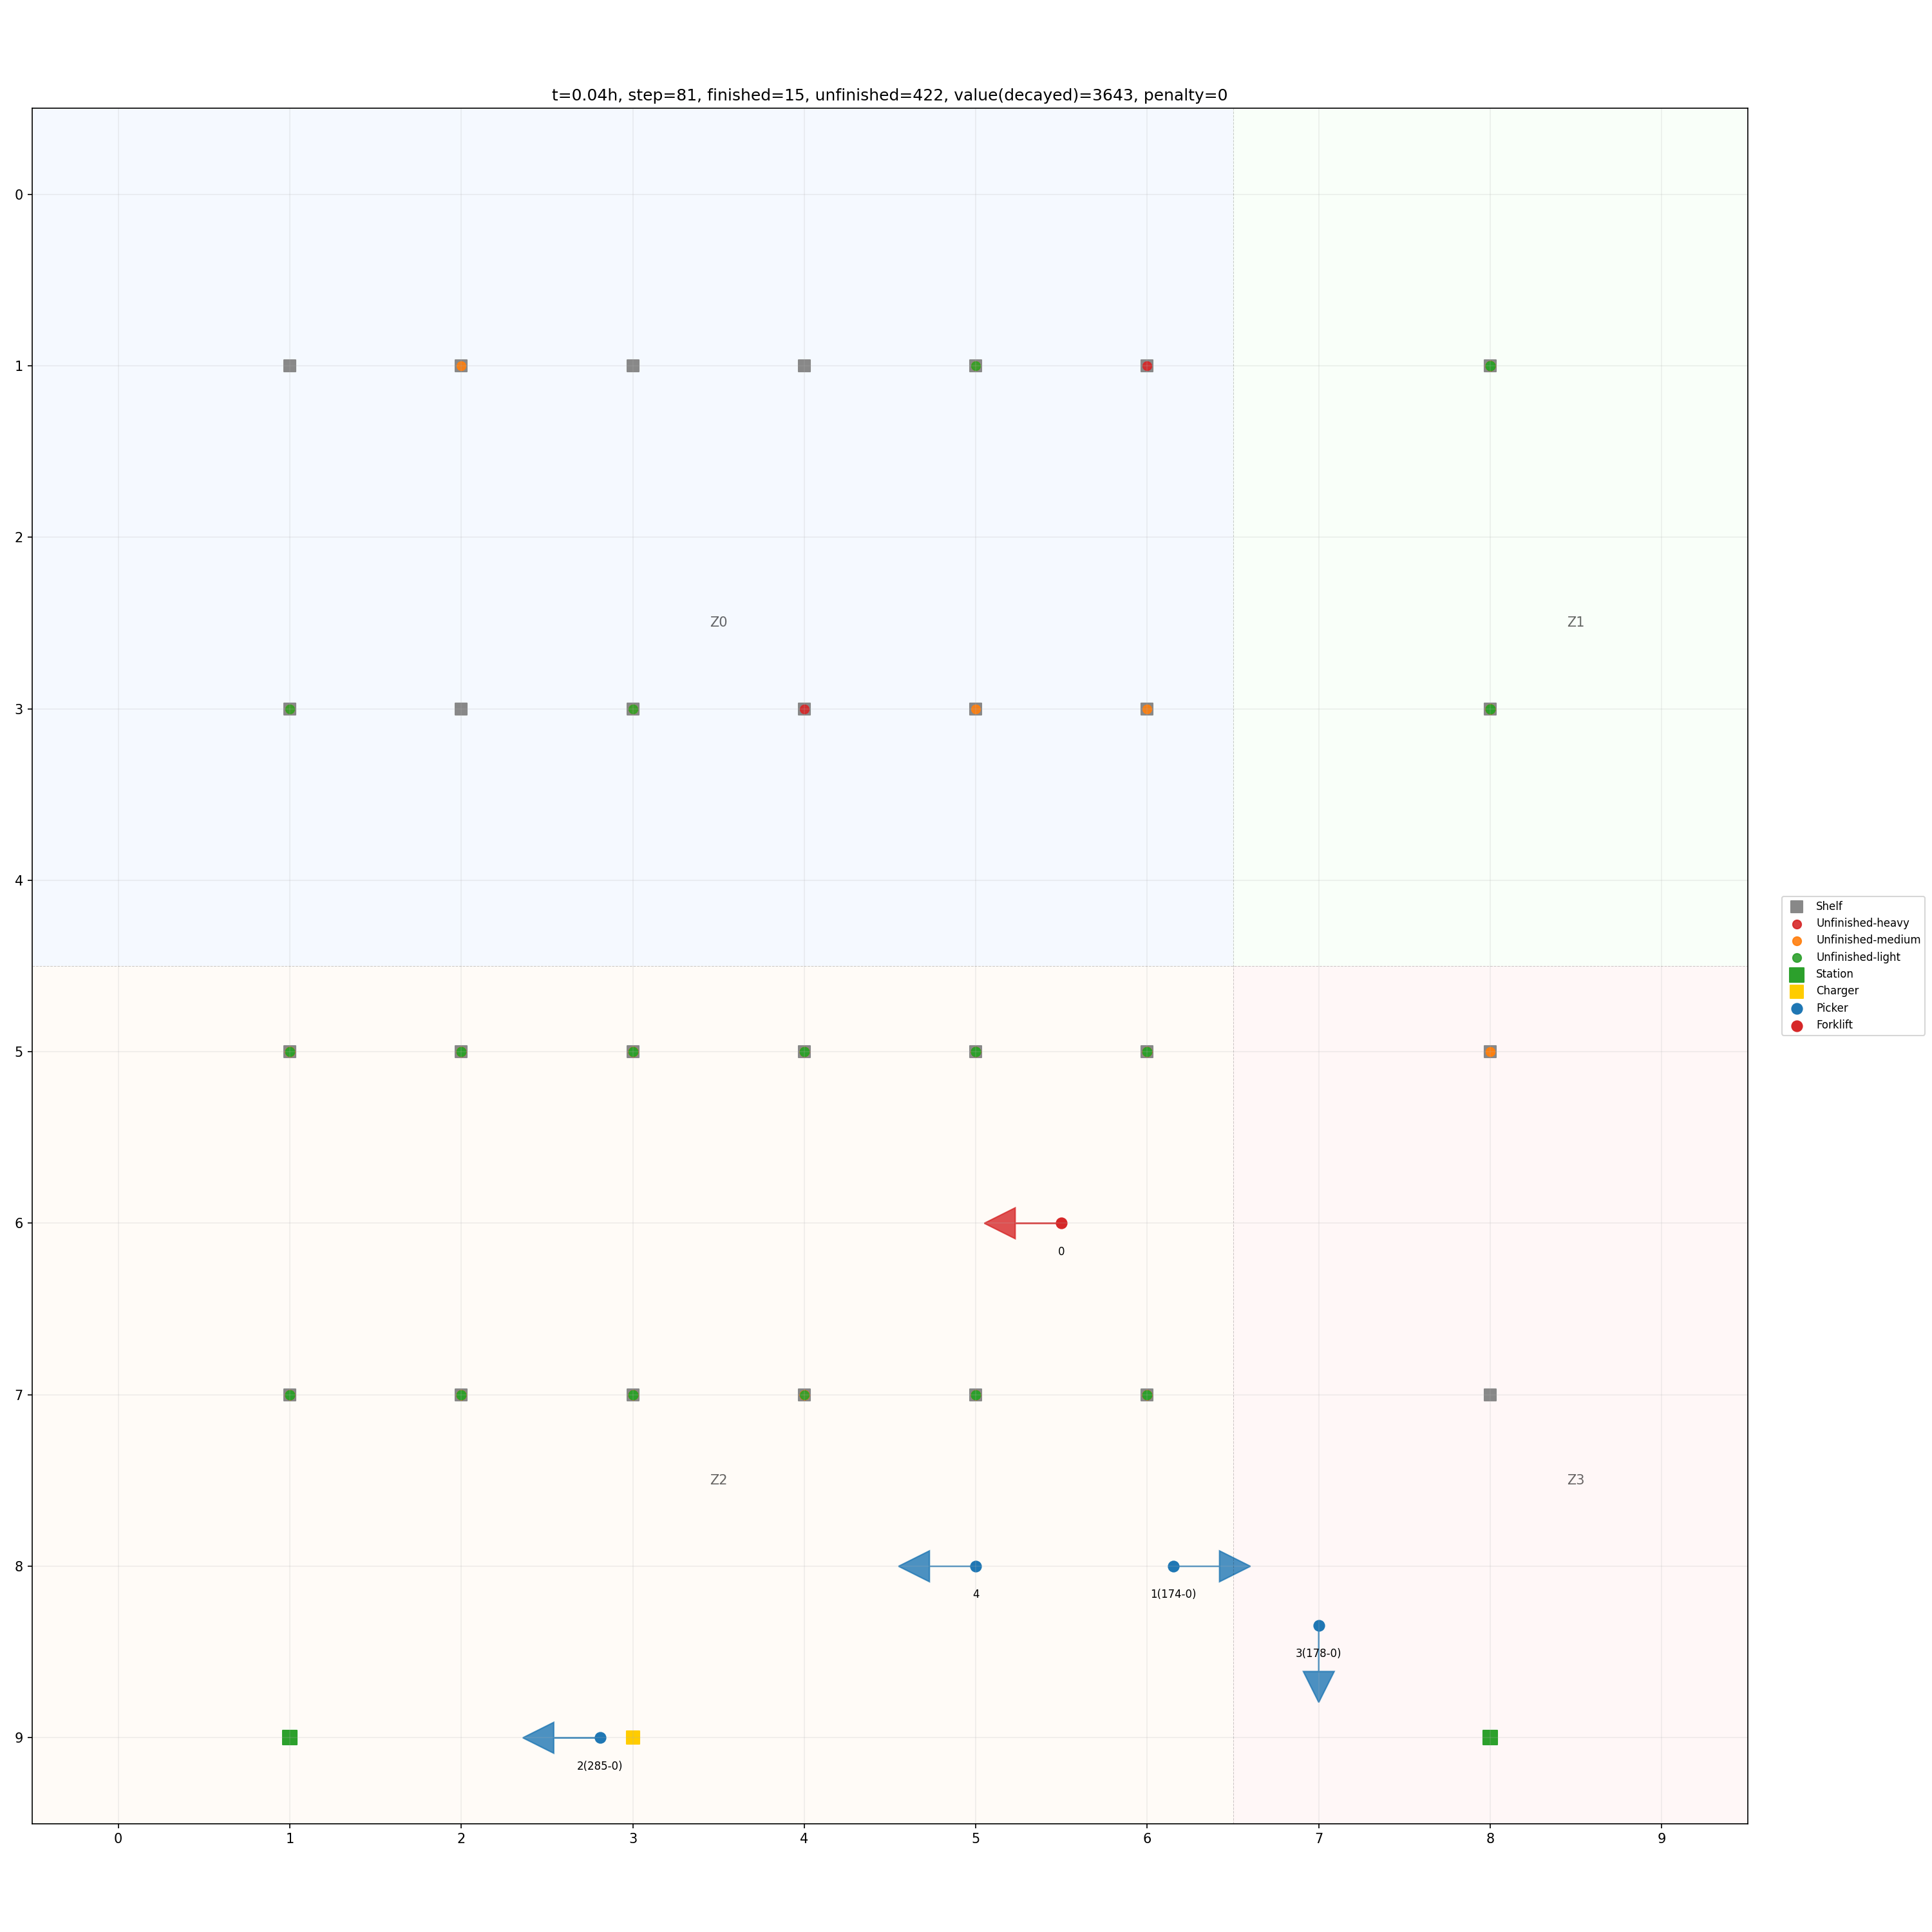 t=0.04h, step=81, finished=15, unfinished=422, value(decayed)=3643, penalty=0
0
1
2
Z0
Z1
3
4
Shelf
Unfinished-heavy
Unfinished-medium
Unfinished-light
Station
Charger
Picker
Forklift
5
6
0
7
Z2
Z3
8
4
1(174-0)
3(178-0)
9
2(285-0)
0
1
2
3
4
5
6
7
8
9